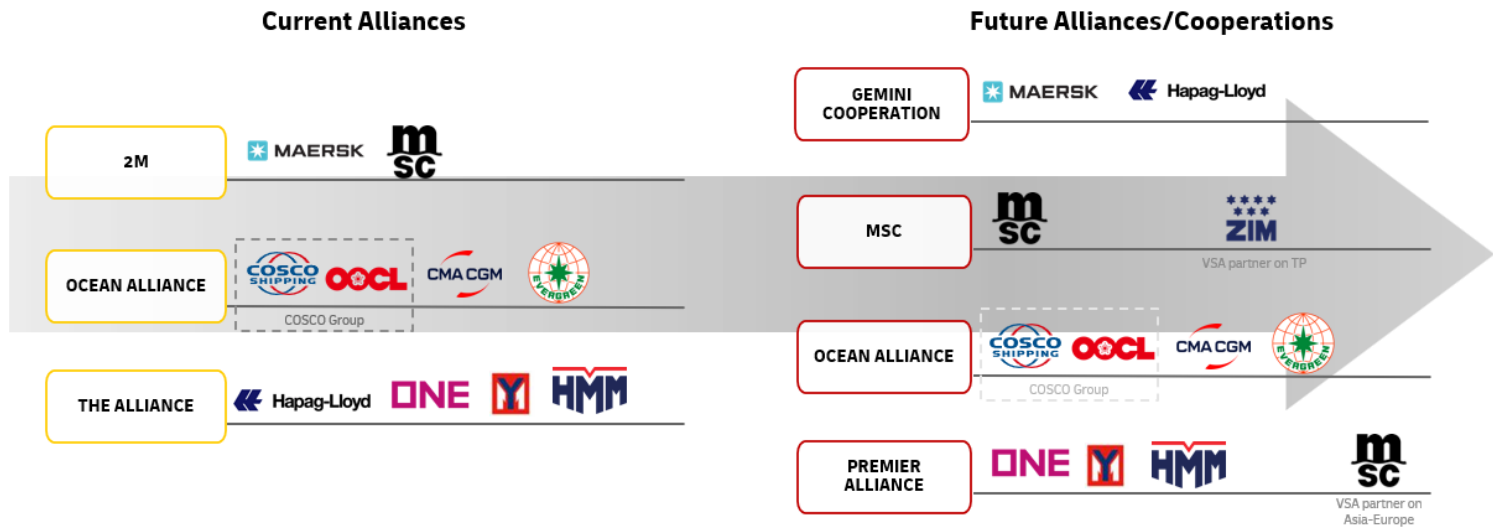 Current Alliances
2M
MAERSK
msc
OCEAN ALLIANCE
COSCO
SHIPPING
OOCL
CMA CGM
EVERGREEN
COSCO Group
THE ALLIANCE
Hapag-Lloyd
ONE
Y
HMM
Future Alliances/Cooperations
GEMINI
COOPERATION
MAERSK
Hapag-Lloyd
MSC
msc
ZIM
VSA partner on TP
OCEAN ALLIANCE
COSCO
SHIPPING
OOCL
CMA CGM
EVERGREEN
COSCO Group
PREMIER
ALLIANCE
ONE
Y
HMM
msc
VSA partner on
Asia-Europe